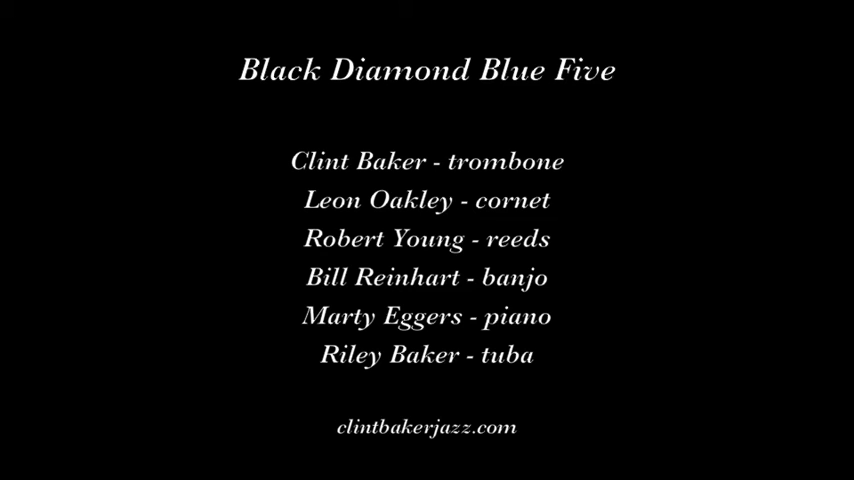 Black Diamond Blue Five
Clint Baker - trombone
Leon Oakley - cornet
Robert Young - reeds
Bill Reinhart - banjo
Marty Eggers - piano
Riley Baker - tuba
clintbakerjazz.com